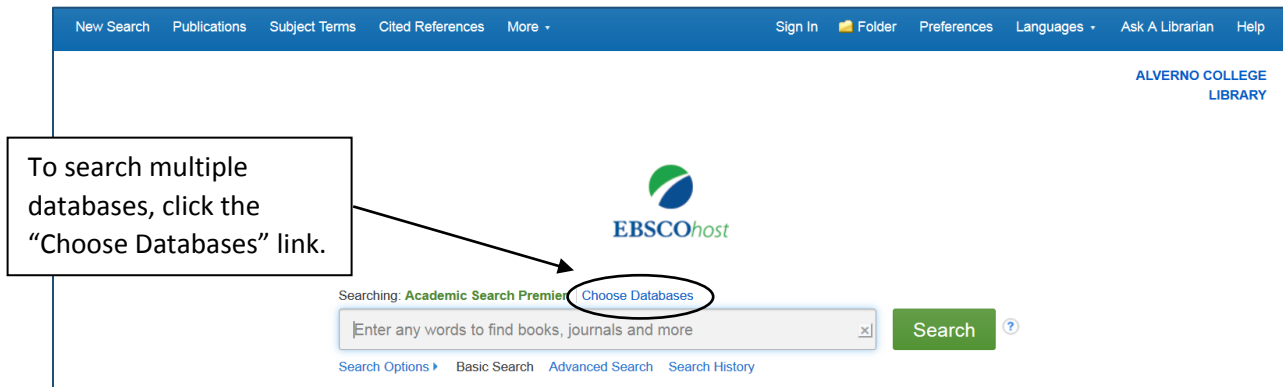 New Search Publications Subject Terms Cited References More Sign In Folder Preferences Languages Ask A Librarian Help
ALVERNO COLLEGE
LIBRARY
To search multiple
databases, click the
“Choose Databases” link.
EBSCOhost
Searching: Academic Search Premier Choose Databases
Enter any words to find books, journals and more x Search ?
Search Options Basic Search Advanced Search Search History